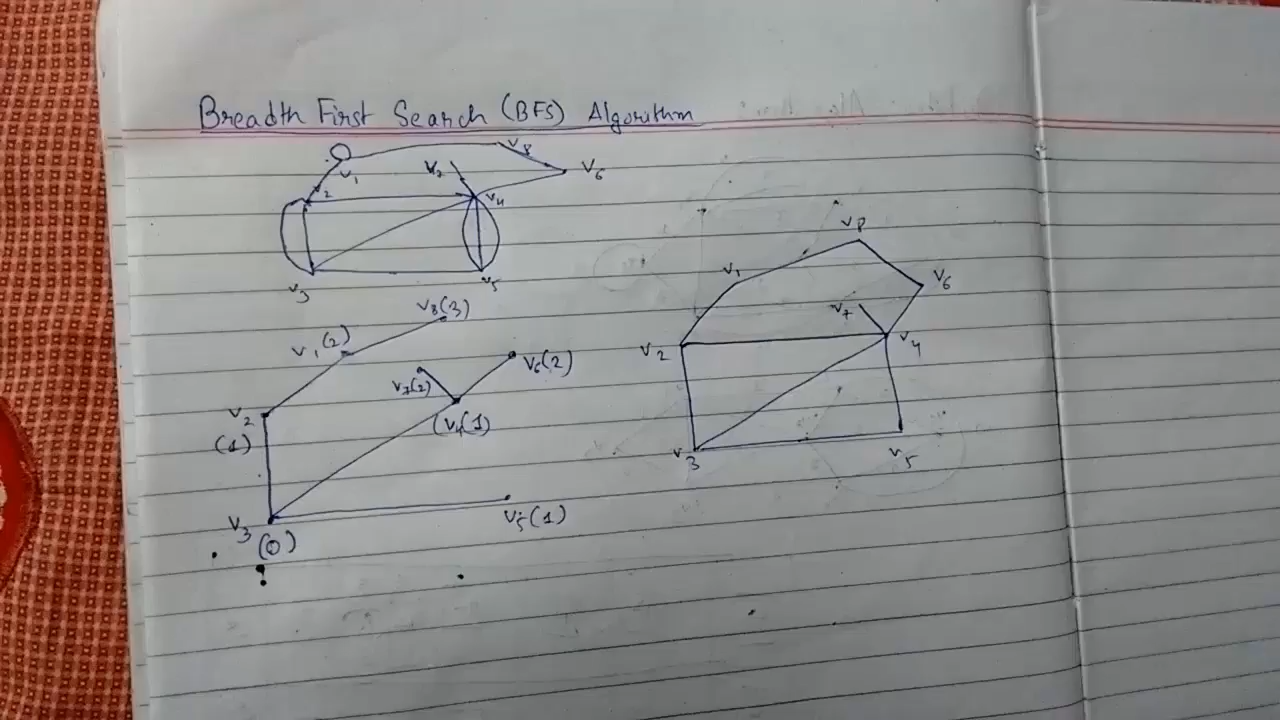 Breadth First Search (BFS) Algorithm
v8
v7
v6
v1
v2
v4
v3
v5
v8
v1
v6
v7
v2
v4
v3
v5
v8(3)
v1(2)
v6(2)
v7(2)
v2
(1)
(v4(1)
v3
(0)
v5(1)